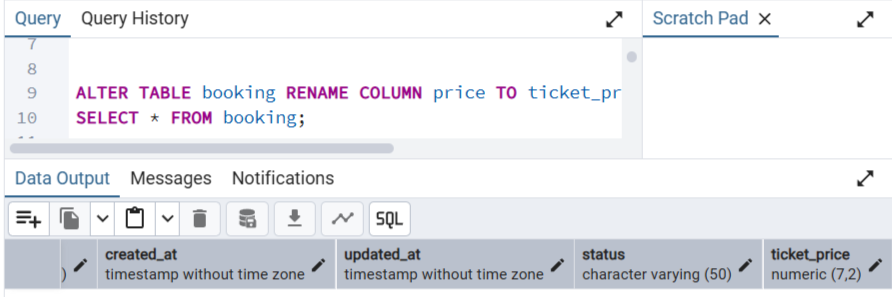 Query Query History Scratch Pad
7
8
9 ALTER TABLE booking RENAME COLUMN price TO ticket_pr
10 SELECT * FROM booking;
Data Output Messages Notifications
SQL
created_at updated_at status ticket_price
) timestamp without time zone timestamp without time zone character varying (50) numeric (7,2)